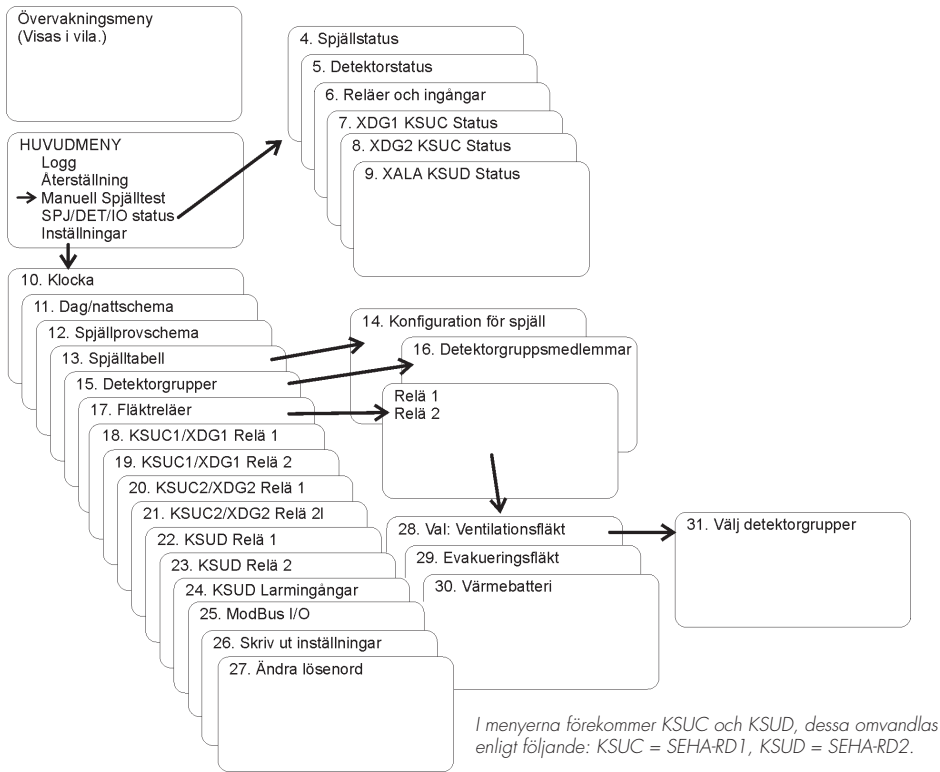 Övervakningsmeny
(Visas i vila.)
HUVUDMENY
Logg
Återställning
Manuell Spjälltest
SPJ/DET/IO status
Inställningar
4. Spjällstatus
5. Detektorstatus
6. Reläer och ingångar
7. XDG1 KSUC Status
8. XDG2 KSUC Status
9. XALA KSUD Status
10. Klocka
11. Dag/nattschema
12. Spjällprovschema
13. Spjälltabell
15. Detektorgrupper
17. Fläktreläer
18. KSUC1/XDG1 Relä 1
19. KSUC1/XDG1 Relä 2
20. KSUC2/XDG2 Relä 1
21. KSUC2/XDG2 Relä 2l
22. KSUD Relä 1
23. KSUD Relä 2
24. KSUD Larmingångar
25. ModBus I/O
26. Skriv ut inställningar
27. Ändra lösenord
14. Konfiguration för spjäll
16. Detektorgruppsmedlemmar
Relä 1
Relä 2
28. Val: Ventilationsfläkt
29. Evakueringsfläkt
30. Värmebatteri
31. Välj detektorgrupper
I menyerna förekommer KSUC och KSUD, dessa omvandlas
enligt följande: KSUC = SEHA-RD1, KSUD = SEHA-RD2.